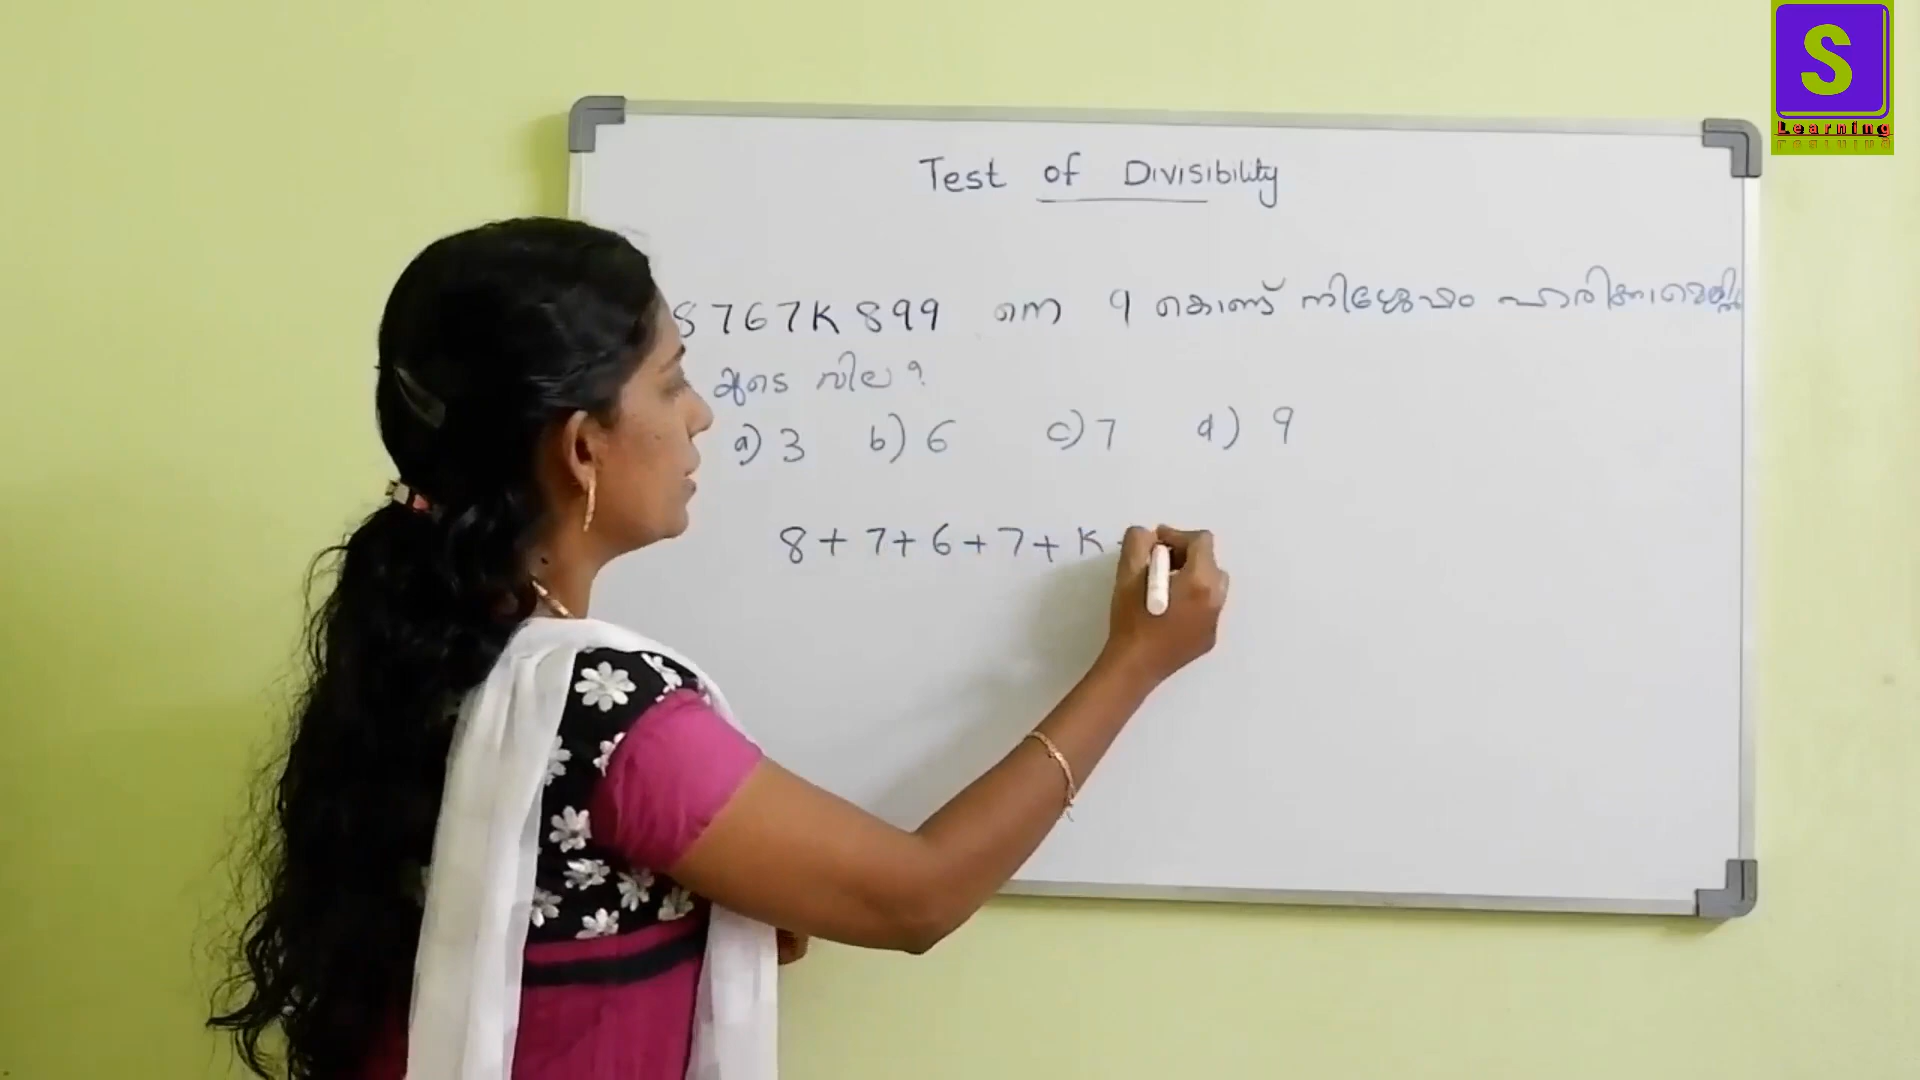 S
Learning
Test of Divisibility
8767K899 നെ 9 കൊണ്ട് നിശ്ശേഷം ഹരിക്കാമെങ്കിൽ
യുടെ വില?
a) 3 b) 6 c) 7 d) 9
8 + 7 + 6 + 7 + K